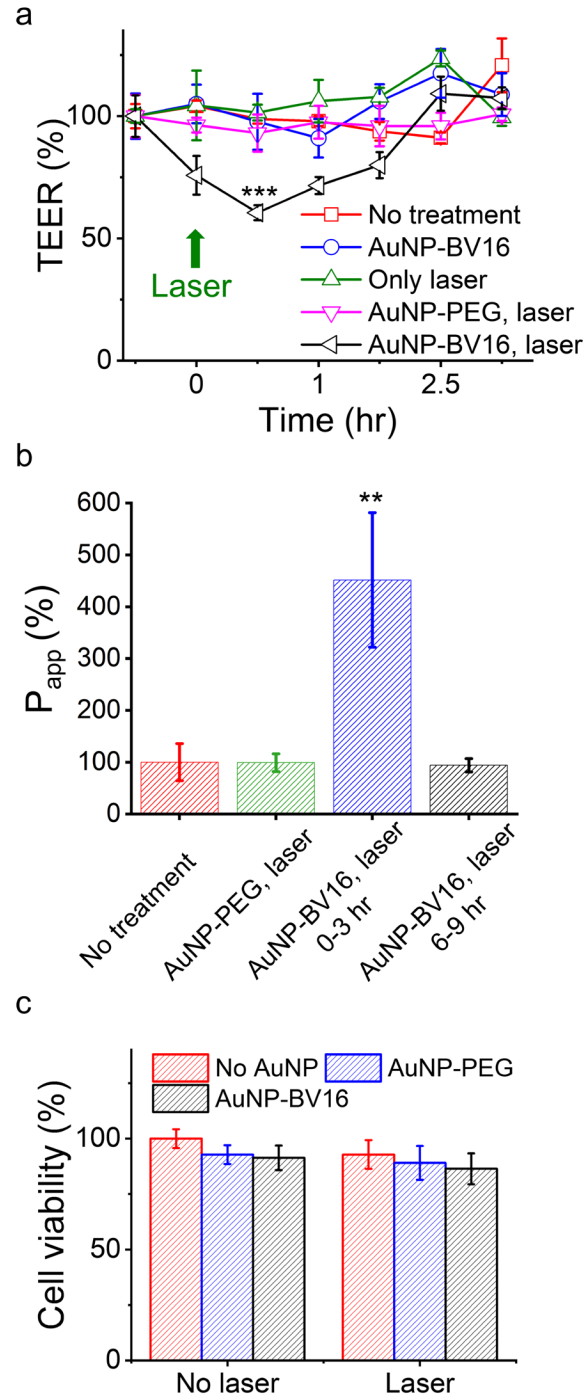 a
TEER (%)
100
50
0
***
Laser
No treatment
AuNP-BV16
Only laser
AuNP-PEG, laser
AuNP-BV16, laser
0
1
2.5
Time (hr)
b
Papp (%)
600
500
400
300
200
100
0
**
No treatment
AuNP-PEG, laser
AuNP-BV16, laser
0-3 hr
AuNP-BV16, laser
6-9 hr
c
Cell viability (%)
100
50
0
No AuNP
AuNP-PEG
AuNP-BV16
No laser
Laser